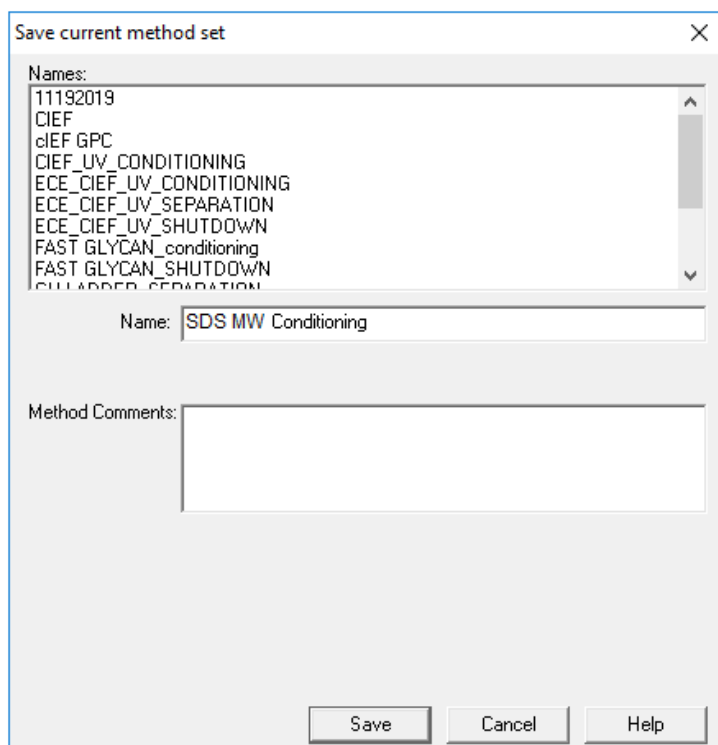 Save current method set
Names:
11192019
CIEF
cIEF GPC
CIEF_UV_CONDITIONING
ECE_CIEF_UV_CONDITIONING
ECE_CIEF_UV_SEPARATION
ECE_CIEF_UV_SHUTDOWN
FAST GLYCAN_conditioning
FAST GLYCAN_SHUTDOWN
Name: SDS MW Conditioning
Method Comments:
Save Cancel Help